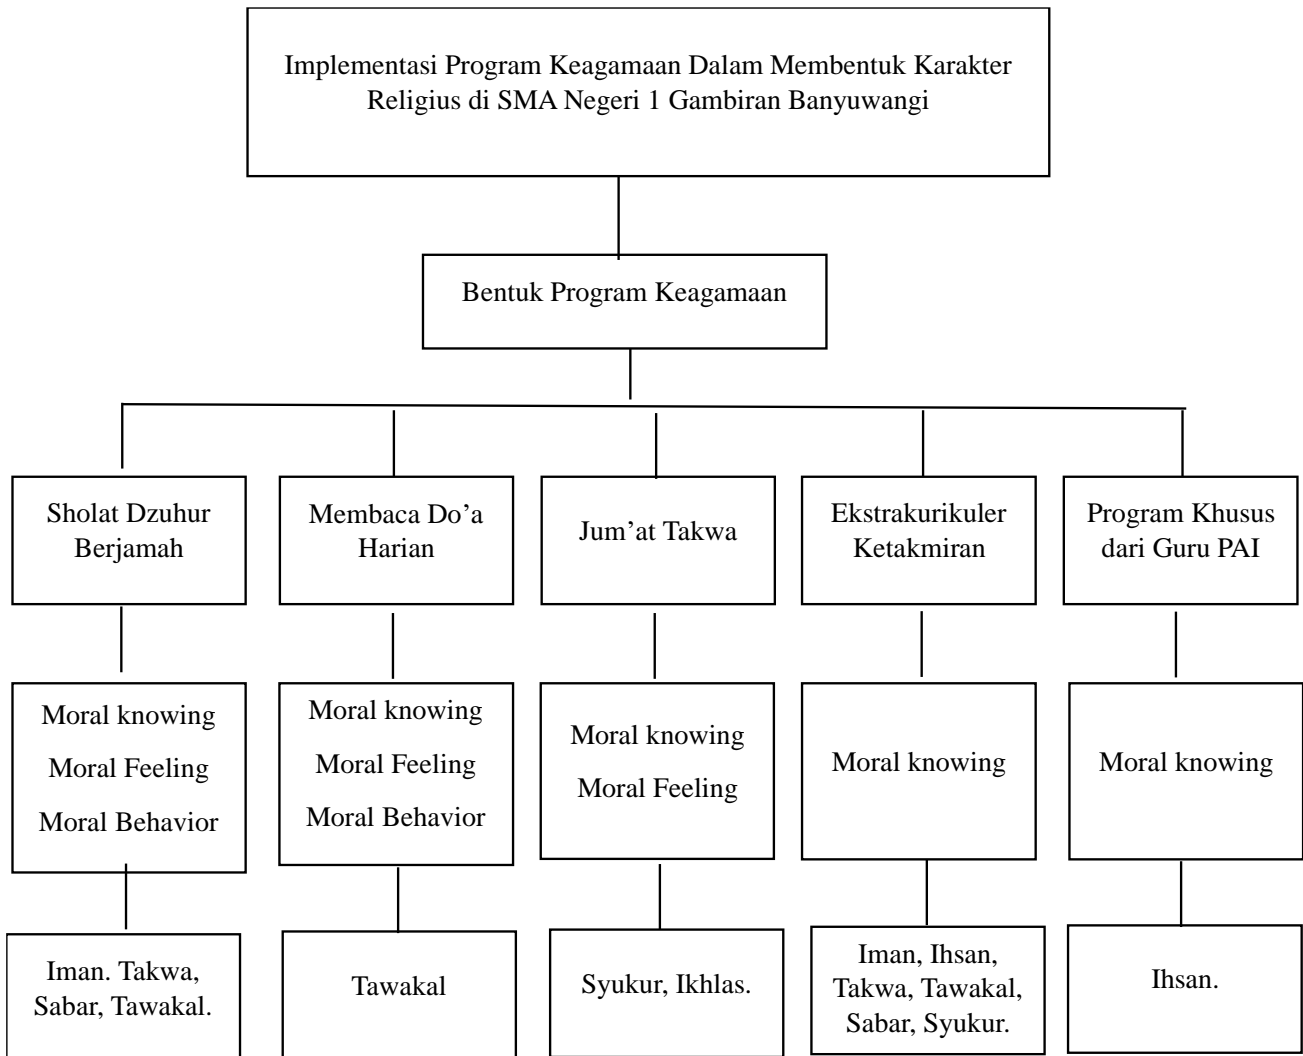 Implementasi Program Keagamaan Dalam Membentuk Karakter
Religius di SMA Negeri 1 Gambiran Banyuwangi
Bentuk Program Keagamaan
Sholat Dzuhur
Berjamah
Membaca Do’a
Harian
Jum’at Takwa
Ekstrakurikuler
Ketakmiran
Program Khusus
dari Guru PAI
Moral knowing
Moral Feeling
Moral Behavior
Moral knowing
Moral Feeling
Moral Behavior
Moral knowing
Moral Feeling
Moral knowing
Moral knowing
Iman. Takwa,
Sabar, Tawakal.
Tawakal
Syukur, Ikhlas.
Iman, Ihsan,
Takwa, Tawakal,
Sabar, Syukur.
Ihsan.